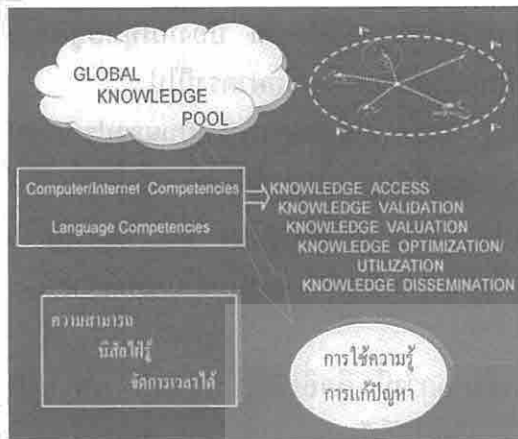 GLOBAL
KNOWLEDGE
POOL
Computer/Internet Competencies
Language Competencies
KNOWLEDGE ACCESS
KNOWLEDGE VALIDATION
KNOWLEDGE VALUATION
KNOWLEDGE OPTIMIZATION/
UTILIZATION
KNOWLEDGE DISSEMINATION
ความสามารถ
นิสัยใฝ่รู้
จัดการเวลาได้
การใช้ความรู้
การแก้ปัญหา